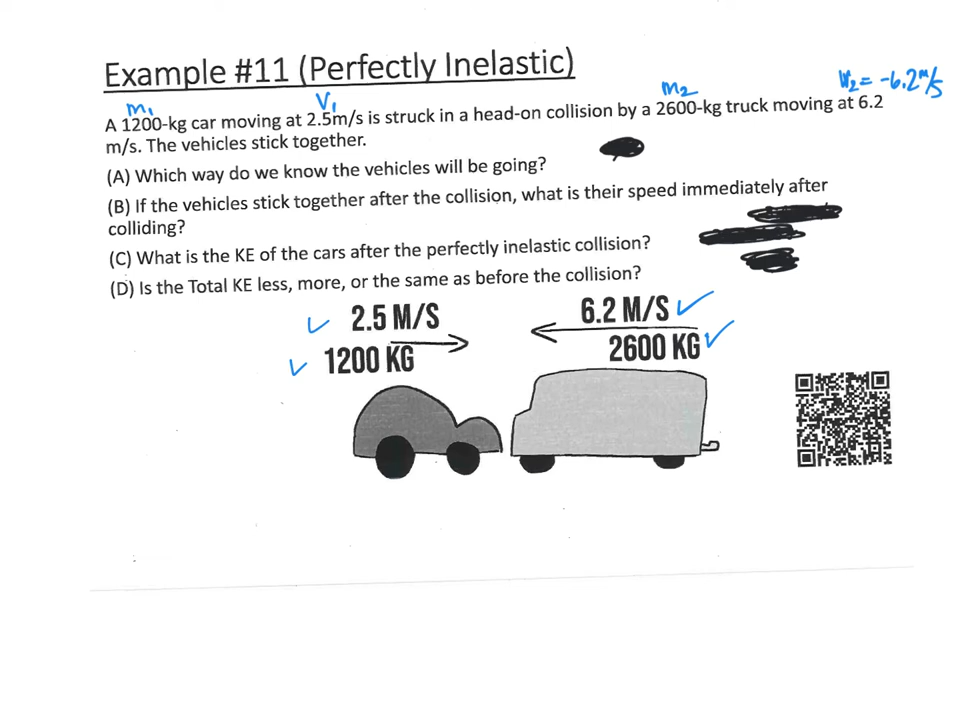 Example #11 (Perfectly Inelastic)
m₁ V₁ m₂ V₂ = -6.2 m/s
A 1200-kg car moving at 2.5m/s is struck in a head-on collision by a 2600-kg truck moving at 6.2
m/s. The vehicles stick together.
(A) Which way do we know the vehicles will be going?
(B) If the vehicles stick together after the collision, what is their speed immediately after
colliding?
(C) What is the KE of the cars after the perfectly inelastic collision?
(D) Is the Total KE less, more, or the same as before the collision?
2.5 M/S 6.2 M/S
1200 KG 2600 KG